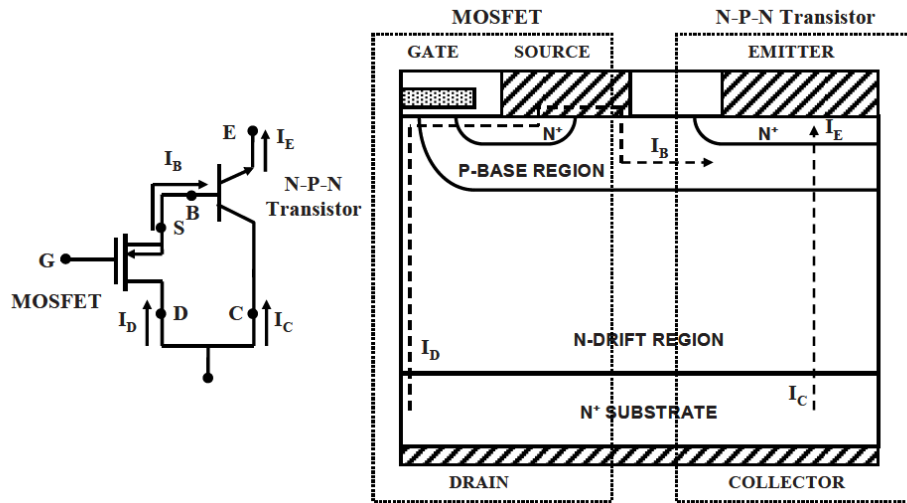 MOSFET
N-P-N Transistor
GATE
SOURCE
EMITTER
E
I_E
I_B
N-P-N
Transistor
B
S
G
MOSFET
I_D
D
C
I_C
N⁺
N⁺
I_E
I_B
P-BASE REGION
I_D
N-DRIFT REGION
I_C
N⁺ SUBSTRATE
DRAIN
COLLECTOR